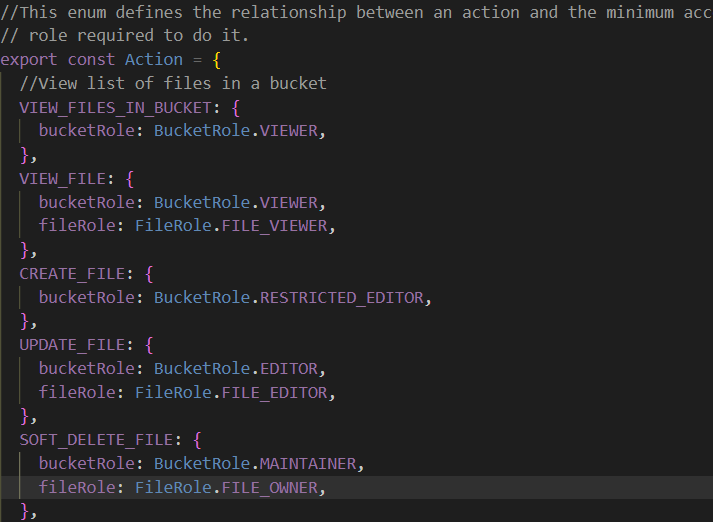 //This enum defines the relationship between an action and the minimum acc
// role required to do it.
export const Action = {
//View list of files in a bucket
VIEW_FILES_IN_BUCKET: {
bucketRole: BucketRole.VIEWER,
},
VIEW_FILE: {
bucketRole: BucketRole.VIEWER,
fileRole: FileRole.FILE_VIEWER,
},
CREATE_FILE: {
bucketRole: BucketRole.RESTRICTED_EDITOR,
},
UPDATE_FILE: {
bucketRole: BucketRole.EDITOR,
fileRole: FileRole.FILE_EDITOR,
},
SOFT_DELETE_FILE: {
bucketRole: BucketRole.MAINTAINER,
fileRole: FileRole.FILE_OWNER,
},